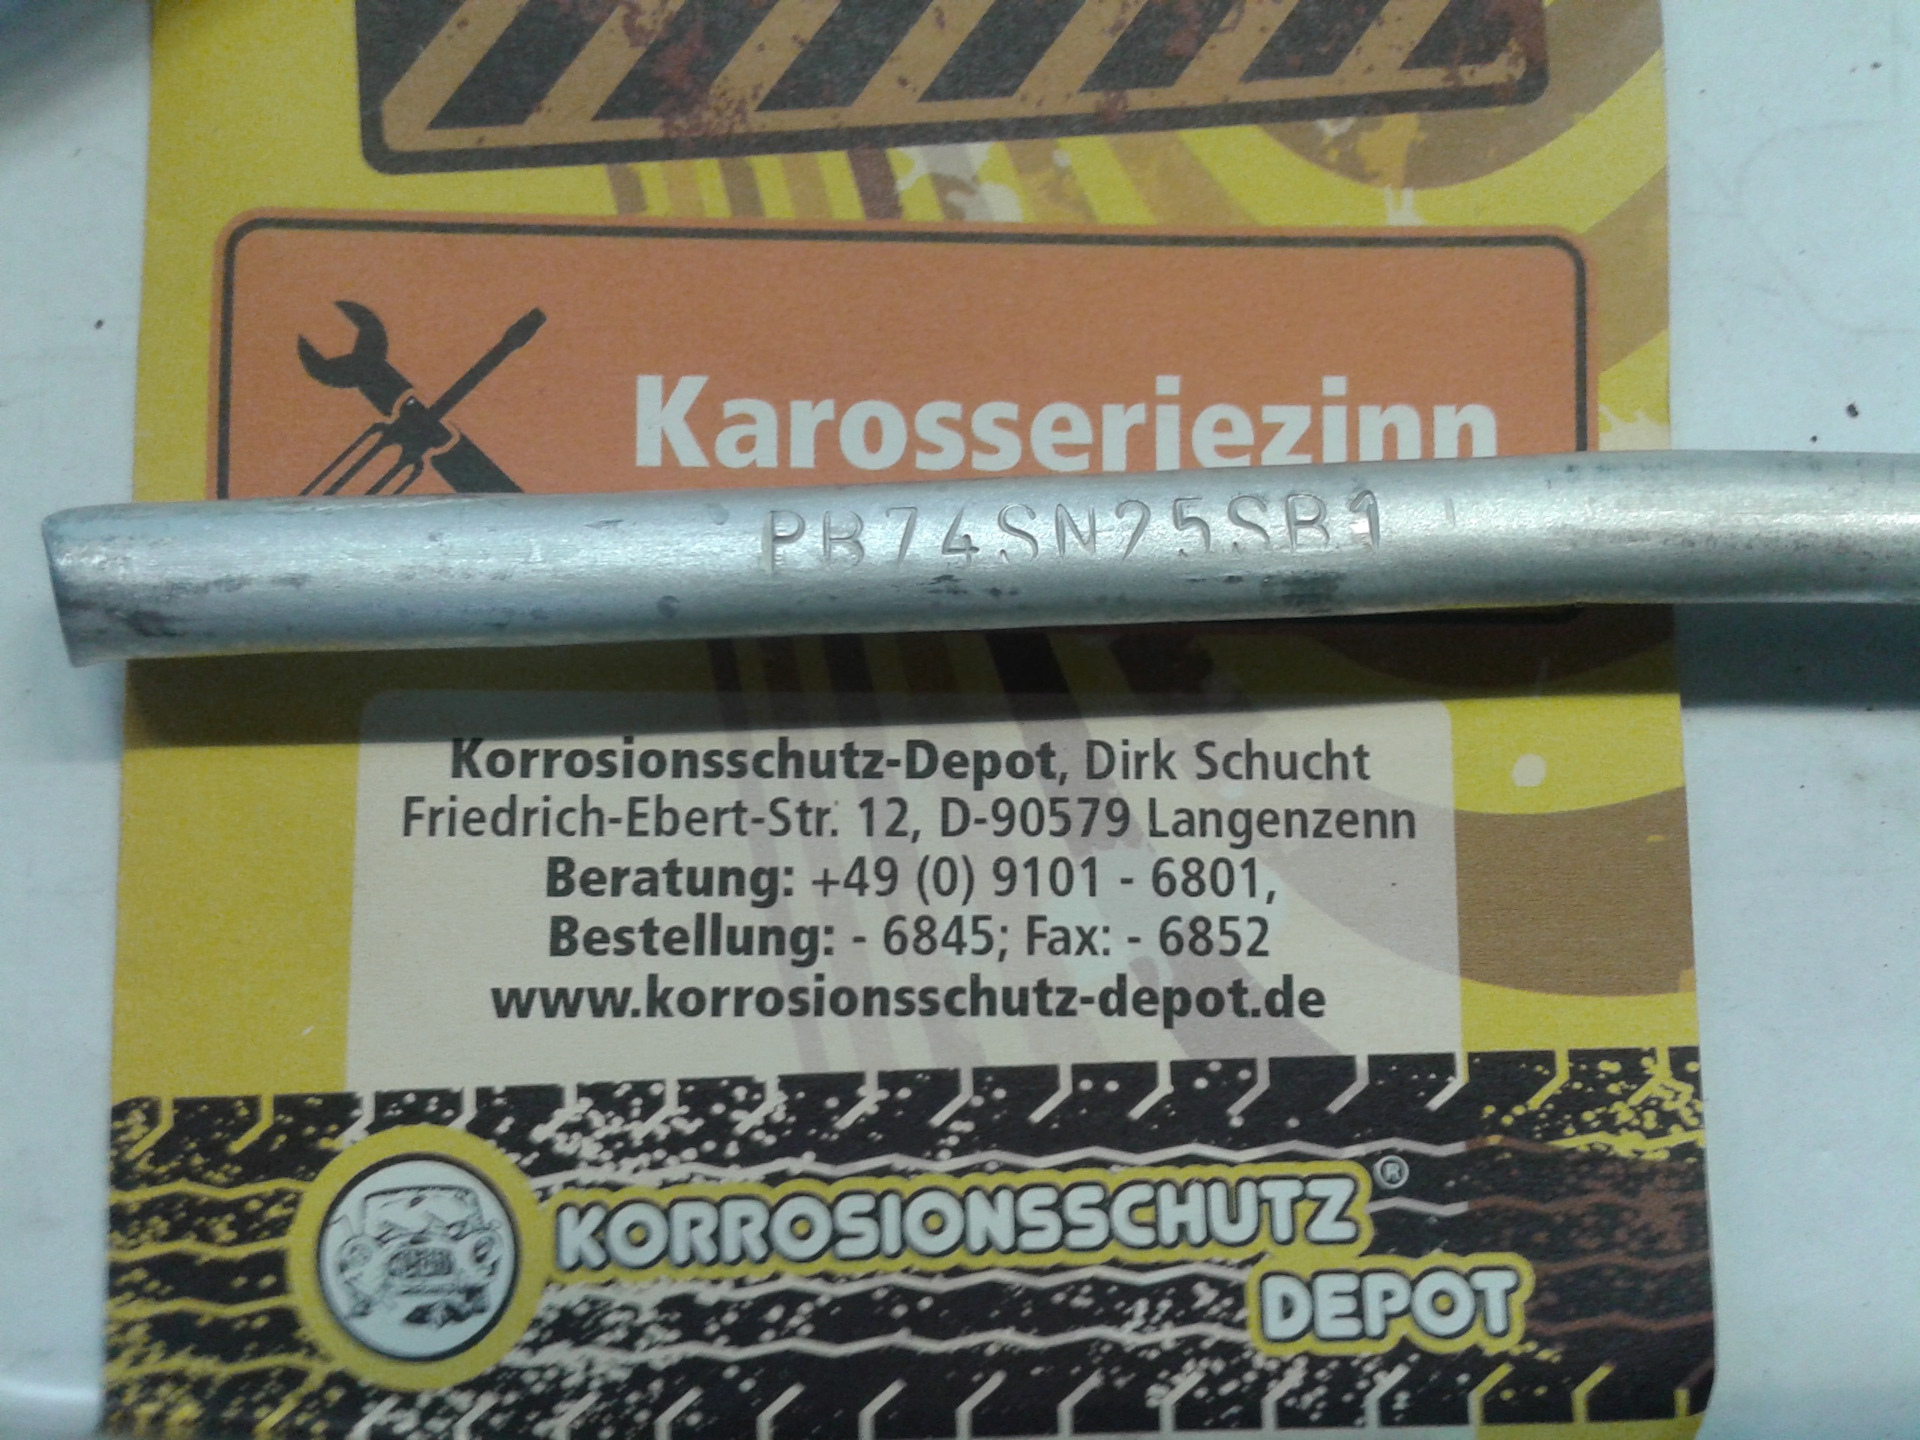 Karosseriezinn
PB74SN25SB1
Korrosionsschutz-Depot, Dirk Schucht
Friedrich-Ebert-Str. 12, D-90579 Langenzenn
Beratung: +49 (0) 9101 - 6801,
Bestellung: - 6845; Fax: - 6852
www.korrosionsschutz-depot.de
KORROSIONSSCHUTZ®
DEPOT